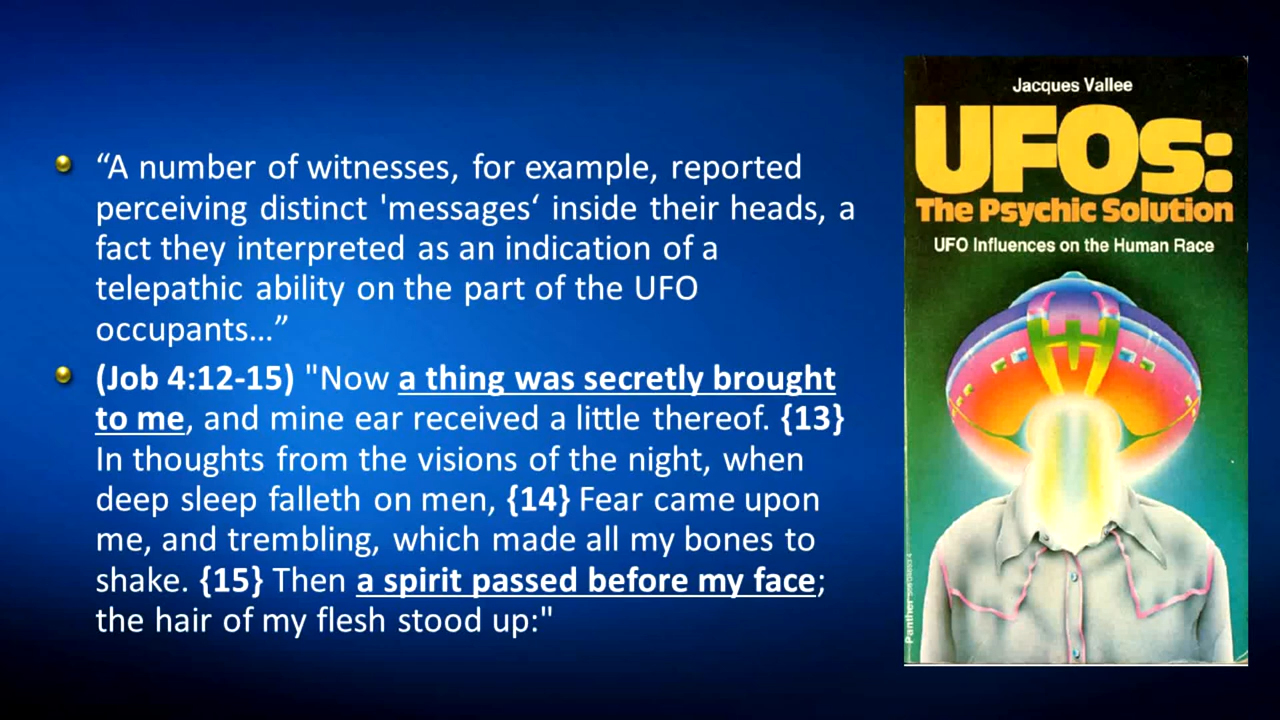 “A number of witnesses, for example, reported
perceiving distinct 'messages‘ inside their heads, a
fact they interpreted as an indication of a
telepathic ability on the part of the UFO
occupants…”
(Job 4:12-15) "Now a thing was secretly brought
to me, and mine ear received a little thereof. {13}
In thoughts from the visions of the night, when
deep sleep falleth on men, {14} Fear came upon
me, and trembling, which made all my bones to
shake. {15} Then a spirit passed before my face;
the hair of my flesh stood up:"
Jacques Vallee
UFOs:
The Psychic Solution
UFO Influences on the Human Race
Panther